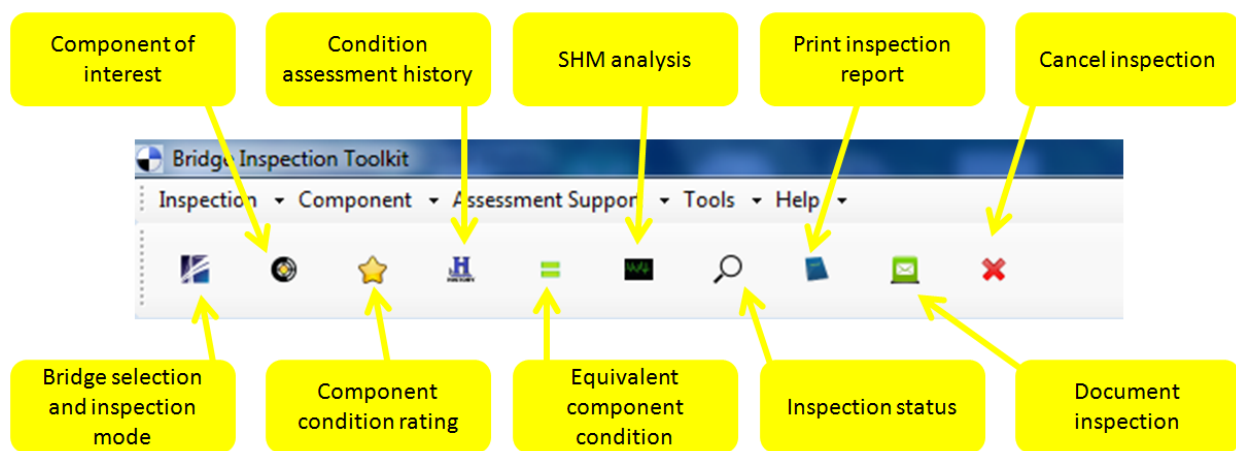 Component of
interest
Condition
assessment history
SHM analysis
Print inspection
report
Cancel inspection
Bridge Inspection Toolkit
Inspection Component Assessment Support Tools Help
H
Bridge selection
and inspection
mode
Component
condition rating
Equivalent
component
condition
Inspection status
Document
inspection